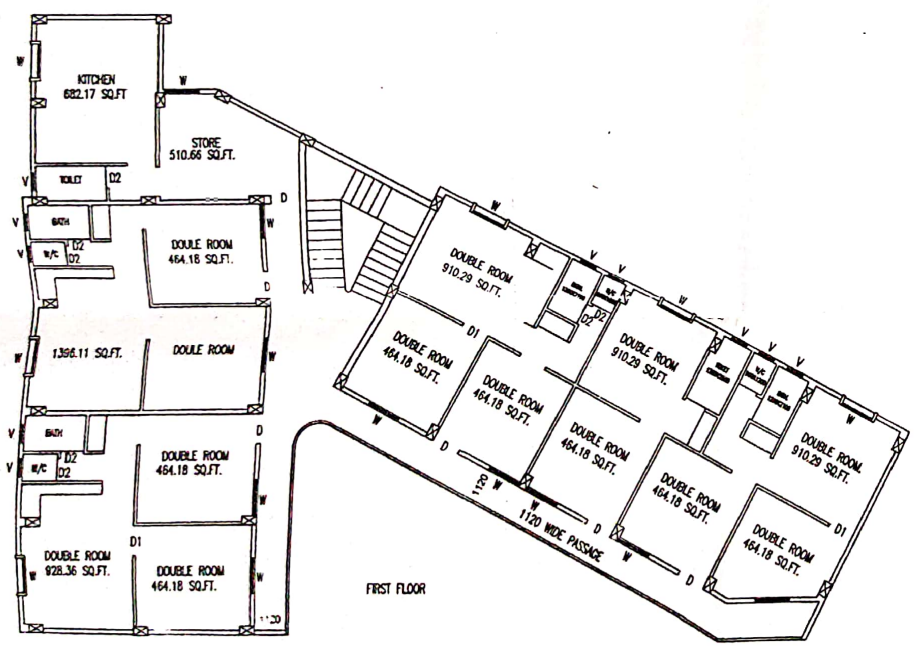 KITCHEN
682.17 SQ.FT
W
W
STORE
510.66 SQ.FT.
TOILET
D2
V
D
BATH
V
W
W/C
D2
D2
V
DOULE ROOM
464.18 SQ.FT.
D
1396.11 SQ.FT.
DOULE ROOM
W
W
BATH
V
D
W/C
D2
D2
V
DOUBLE ROOM
464.18 SQ.FT.
W
D1
DOUBLE ROOM
928.36 SQ.FT.
W
DOUBLE ROOM
464.18 SQ.FT.
W
1120
FIRST FLOOR
W
DOUBLE ROOM
910.29 SQ.FT.
V
V
W/C
D2
D2
D1
DOUBLE ROOM
464.18 SQ.FT.
W
DOUBLE ROOM
464.18 SQ.FT.
D
1120
W
W
DOUBLE ROOM
910.29 SQ.FT.
W
V
V
V
W/C
DOUBLE ROOM
464.18 SQ.FT.
D
1120 WIDE PASSAGE
DOUBLE ROOM
464.18 SQ.FT.
W
D
DOUBLE ROOM
910.29 SQ.FT.
W
D1
DOUBLE ROOM
464.18 SQ.FT.